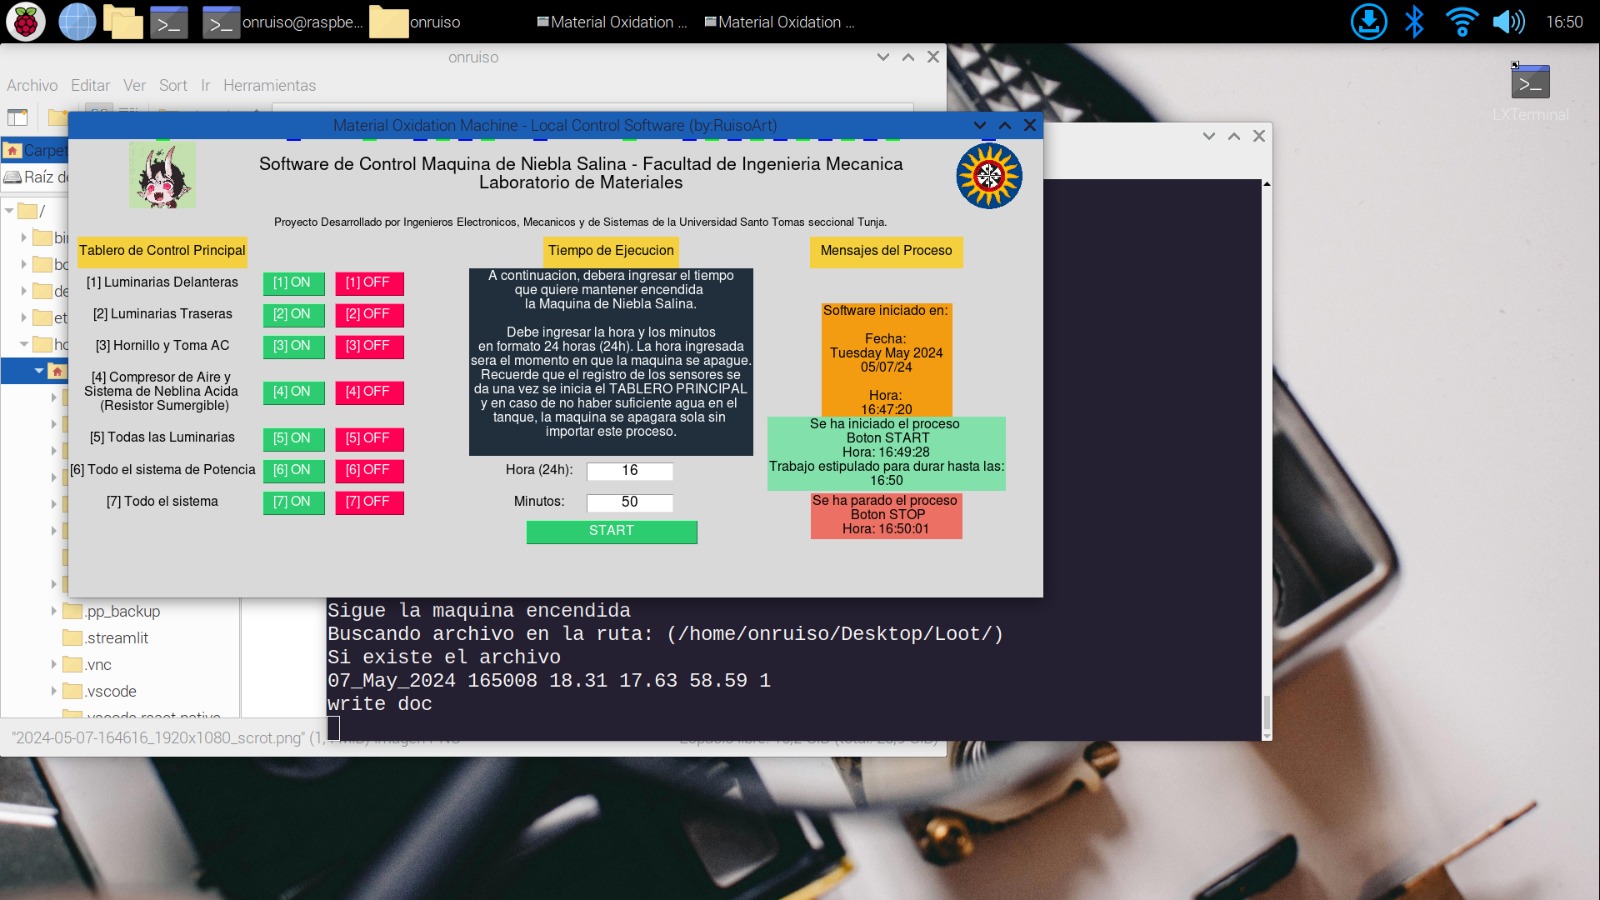 onruiso@raspbe...
onruiso
Material Oxidation ...
Material Oxidation ...
16:50
onruiso
Archivo Editar Ver Sort Ir Herramientas
LXTerminal
Material Oxidation Machine - Local Control Software (by:RuisoArt)
Software de Control Maquina de Niebla Salina - Facultad de Ingenieria Mecanica
Laboratorio de Materiales
Proyecto Desarrollado por Ingenieros Electronicos, Mecanicos y de Sistemas de la Universidad Santo Tomas seccional Tunja.
Tablero de Control Principal
[1] Luminarias Delanteras [1] ON [1] OFF
[2] Luminarias Traseras [2] ON [2] OFF
[3] Hornillo y Toma AC [3] ON [3] OFF
[4] Compresor de Aire y
Sistema de Neblina Acida [4] ON [4] OFF
(Resistor Sumergible)
[5] Todas las Luminarias [5] ON [5] OFF
[6] Todo el sistema de Potencia [6] ON [6] OFF
[7] Todo el sistema [7] ON [7] OFF
Tiempo de Ejecucion
A continuacion, debera ingresar el tiempo
que quiere mantener encendida
la Maquina de Niebla Salina.
Debe ingresar la hora y los minutos
en formato 24 horas (24h). La hora ingresada
sera el momento en que la maquina se apague.
Recuerde que el registro de los sensores se
da una vez se inicia el TABLERO PRINCIPAL
y en caso de no haber suficiente agua en el
tanque, la maquina se apagara sola sin
importar este proceso.
Hora (24h): 16
Minutos: 50
START
Mensajes del Proceso
Software iniciado en:
Fecha:
Tuesday May 2024
05/07/24
Hora:
16:47:20
Se ha iniciado el proceso
Boton START
Hora: 16:49:28
Trabajo estipulado para durar hasta las:
16:50
Se ha parado el proceso
Boton STOP
Hora: 16:50:01
Carpet
Raíz de
/
.pp_backup
.streamlit
.vnc
.vscode
.vscode-react-native
Sigue la maquina encendida
Buscando archivo en la ruta: (/home/onruiso/Desktop/Loot/)
Si existe el archivo
07_May_2024 165008 18.31 17.63 58.59 1
write doc
"2024-05-07-164616_1920x1080_scrot.png"